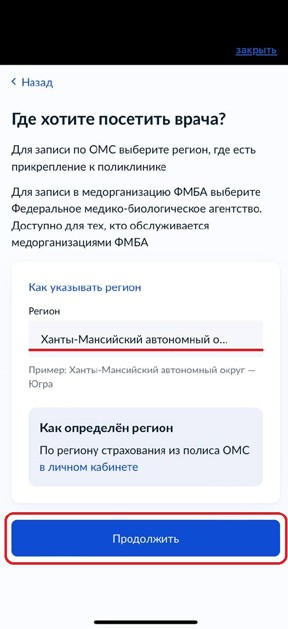 закрыть
Назад
Где хотите посетить врача?
Для записи по ОМС выберите регион, где есть
прикрепление к поликлинике
Для записи в медорганизацию ФМБА выберите
Федеральное медико-биологическое агентство.
Доступно для тех, кто обслуживается
медорганизациями ФМБА
Как указывать регион
Регион
Ханты-Мансийский автономный о...
Пример: Ханты-Мансийский автономный округ —
Югра
Как определён регион
По региону страхования из полиса ОМС
в личном кабинете
Продолжить